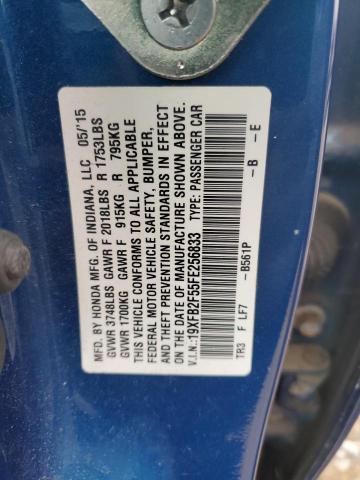 MFD. BY HONDA MFG. OF INDIANA, LLC 05/'15
GVWR 3748LBS GAWR F 2018LBS R 1753LBS
GVWR 1700KG GAWR F 915KG R 795KG
THIS VEHICLE CONFORMS TO ALL APPLICABLE
FEDERAL MOTOR VEHICLE SAFETY, BUMPER,
AND THEFT PREVENTION STANDARDS IN EFFECT
ON THE DATE OF MANUFACTURE SHOWN ABOVE.
V.I.N.:19XFB2F55FE256833 TYPE: PASSENGER CAR
TR3 F LF7 -B561P -B -E